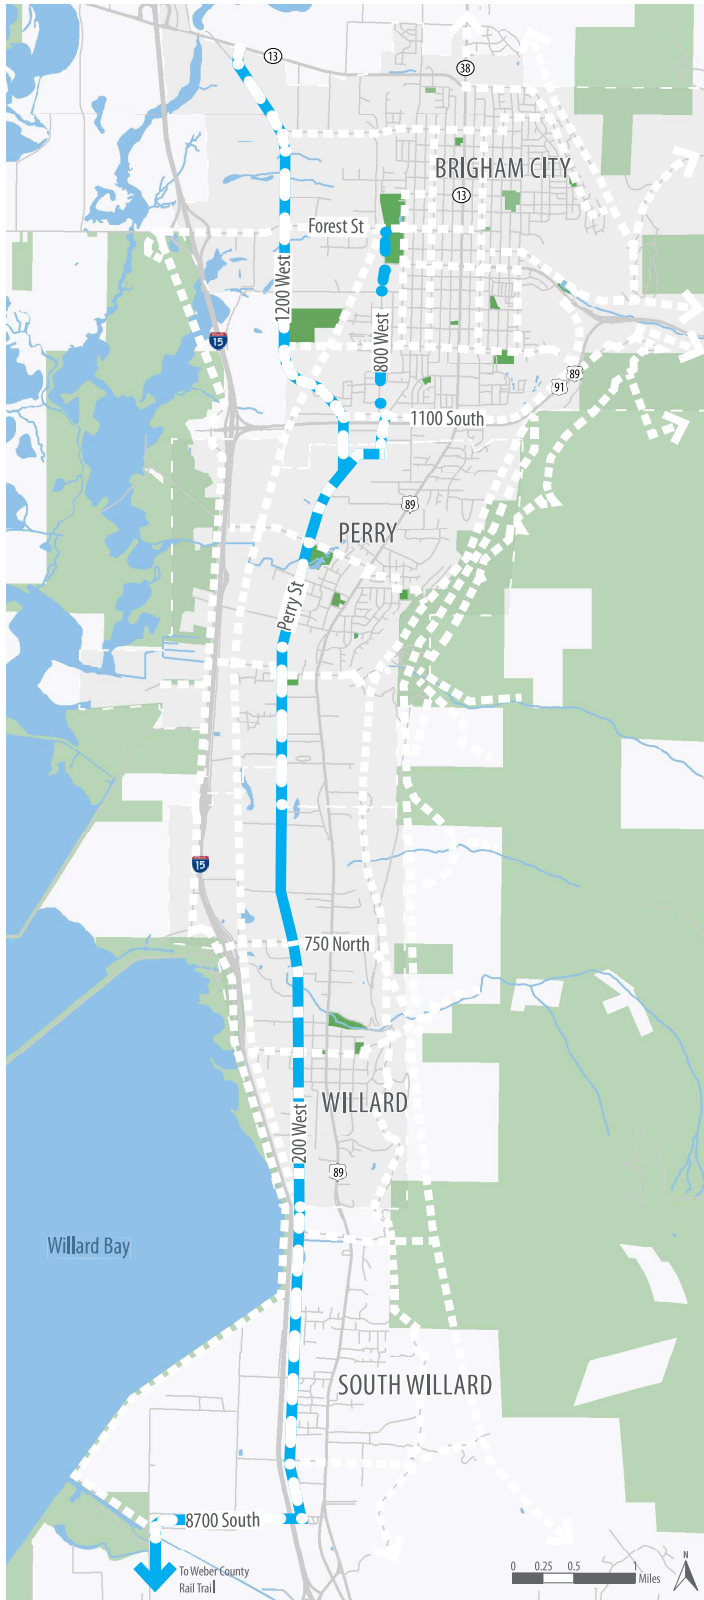 13
38
BRIGHAM CITY
13
Forest St
1200 West
800 West
15
89
91
1100 South
89
PERRY
Perry St
15
750 North
WILLARD
200 West
89
Willard Bay
SOUTH WILLARD
8700 South
To Weber County
Rail Trail
0 0.25 0.5 1
Miles
N